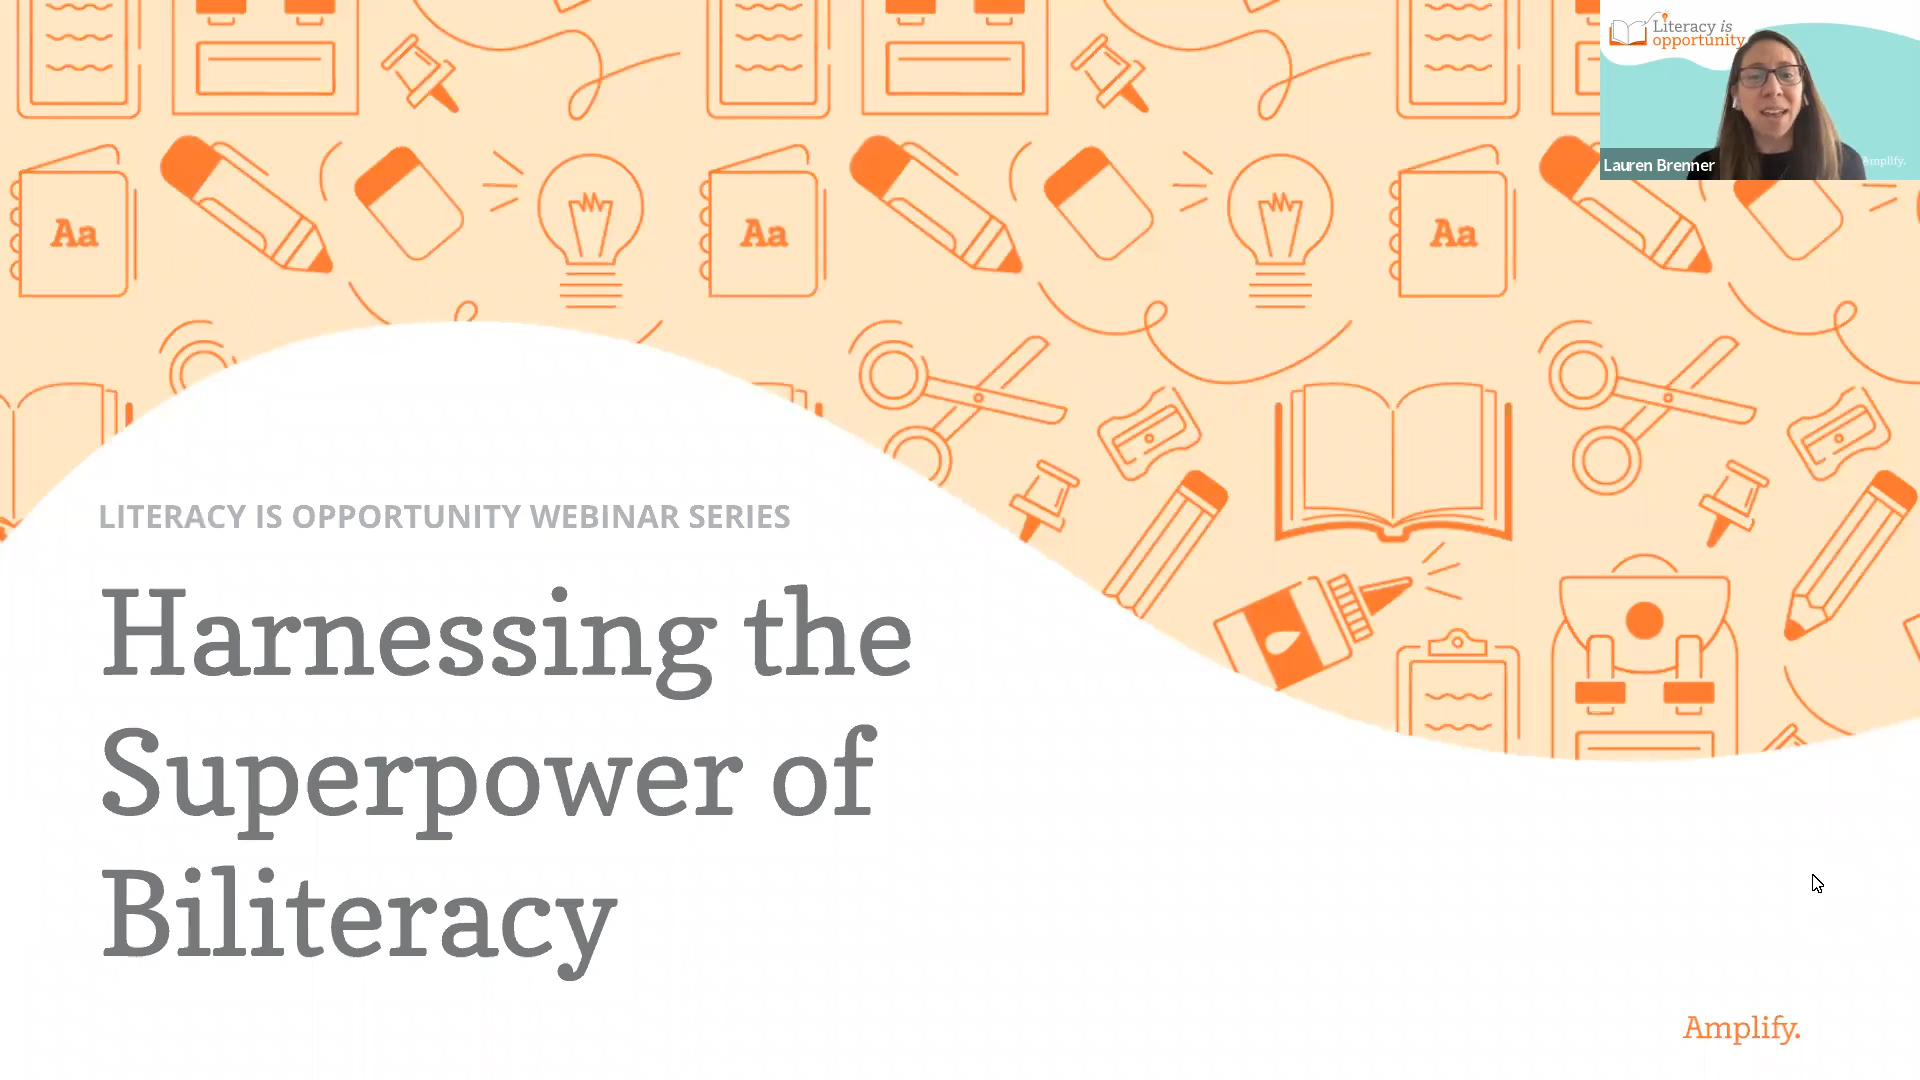 Literacy is
opportunity
Amplify.
Lauren Brenner
Aa
Aa
Aa
LITERACY IS OPPORTUNITY WEBINAR SERIES
Harnessing the
Superpower of
Biliteracy
Amplify.